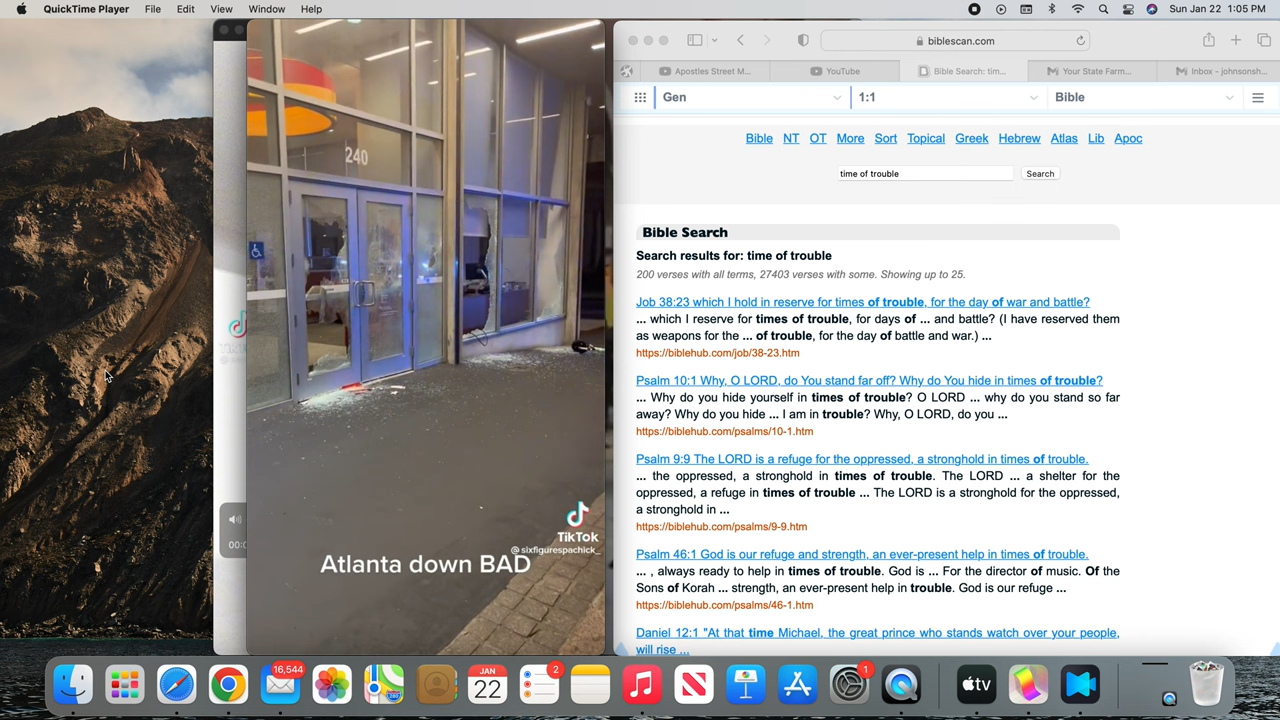 QuickTime Player File Edit View Window Help
Sun Jan 22 1:05 PM
biblescan.com
Apostles Street M...
YouTube
Bible Search: tim...
Your State Farm...
Inbox - johnsonsh...
Gen
1:1
Bible
Bible NT OT More Sort Topical Greek Hebrew Atlas Lib Apoc
time of trouble
Search
Bible Search
Search results for: time of trouble
200 verses with all terms, 27403 verses with some. Showing up to 25.
Job 38:23 which I hold in reserve for times of trouble, for the day of war and battle?
... which I reserve for times of trouble, for days of ... and battle? (I have reserved them
as weapons for the ... of trouble, for the day of battle and war.) ...
https://biblehub.com/job/38-23.htm
Psalm 10:1 Why, O LORD, do You stand far off? Why do You hide in times of trouble?
... Why do you hide yourself in times of trouble? O LORD ... why do you stand so far
away? Why do you hide ... I am in trouble? Why, O LORD, do you ...
https://biblehub.com/psalms/10-1.htm
Psalm 9:9 The LORD is a refuge for the oppressed, a stronghold in times of trouble.
... the oppressed, a stronghold in times of trouble. The LORD ... a shelter for the
oppressed, a refuge in times of trouble ... The LORD is a stronghold for the oppressed,
a stronghold in ...
https://biblehub.com/psalms/9-9.htm
Psalm 46:1 God is our refuge and strength, an ever-present help in times of trouble.
... , always ready to help in times of trouble. God is ... For the director of music. Of the
Sons of Korah ... strength, an ever-present help in trouble. God is our refuge ...
https://biblehub.com/psalms/46-1.htm
Daniel 12:1 "At that time Michael, the great prince who stands watch over your people,
will rise ...
240
TikTok
@sixfigurespachick_
Atlanta down BAD
00:0
16,544
JAN
22
2
1
tv